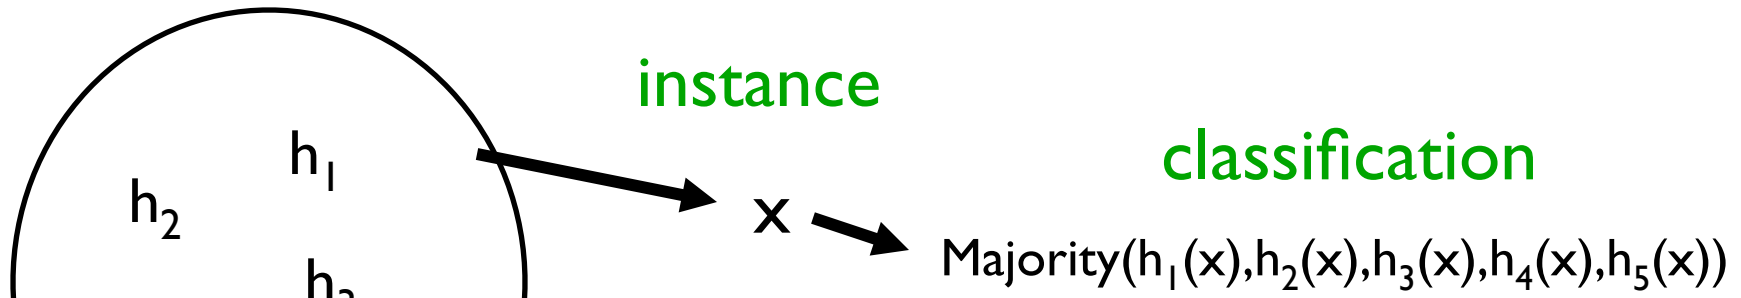 instance
classification
h₁
h₂
x
Majority(h₁(x),h₂(x),h₃(x),h₄(x),h₅(x))